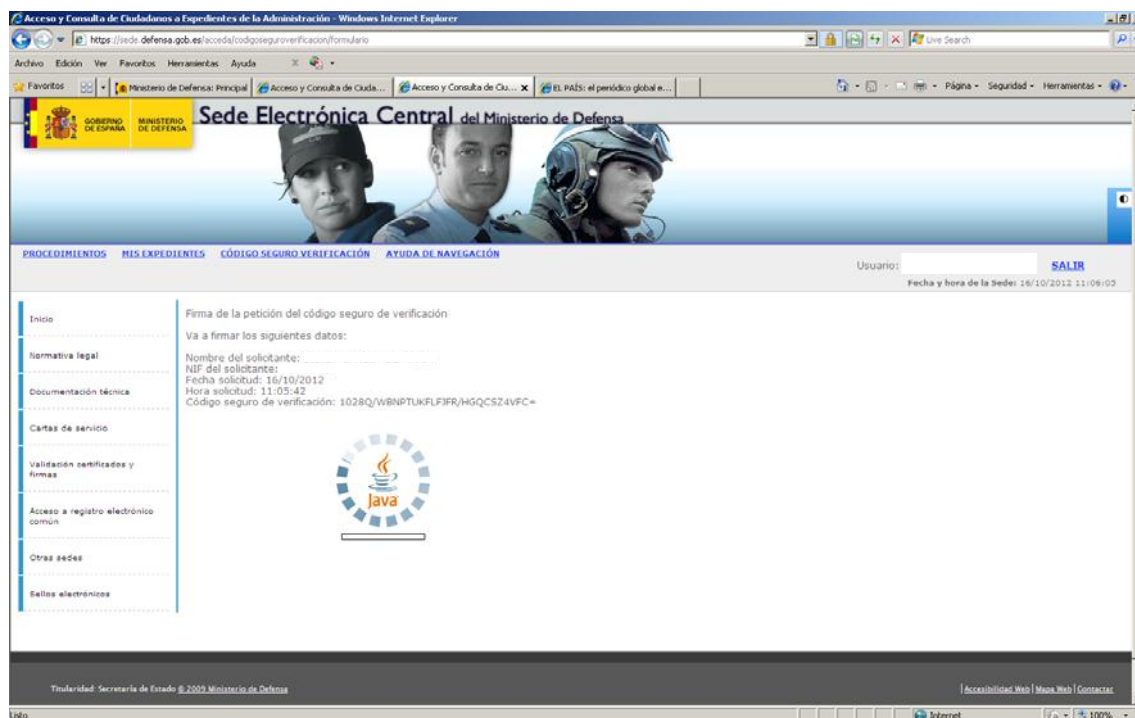 Acceso y Consulta de Ciudadanos a Expedientes de la Administración - Windows Internet Explorer
https://sede.defensa.gob.es/acceda/codigoseguroverificacion/formulario
Live Search
Archivo Edición Ver Favoritos Herramientas Ayuda
Favoritos
Ministerio de Defensa: Principal
Acceso y Consulta de Ciuda...
Acceso y Consulta de Ciu...
EL PAÍS: el periódico global e...
Página
Seguridad
Herramientas
GOBIERNO DE ESPAÑA
MINISTERIO DE DEFENSA
Sede Electrónica Central del Ministerio de Defensa
PROCEDIMIENTOS MIS EXPEDIENTES CÓDIGO SEGURO VERIFICACIÓN AYUDA DE NAVEGACIÓN
Usuario:
SALIR
Fecha y hora de la Sede: 16/10/2012 11:06:03
Inicio
Normativa legal
Documentación técnica
Cartas de servicio
Validación certificados y
firmas
Acceso a registro electrónico
común
Otras sedes
Sellos electrónicos
Firma de la petición del código seguro de verificación
Va a firmar los siguientes datos:
Nombre del solicitante:
NIF del solicitante:
Fecha solicitud: 16/10/2012
Hora solicitud: 11:05:42
Código seguro de verificación: 1028Q/WBNPTUKFLFJFR/HGQCSZ4VFC=
Java
Titularidad: Secretaría de Estado © 2009 Ministerio de Defensa
| Accesibilidad Web | Mapa Web | Contactar
Listo
Internet
100%